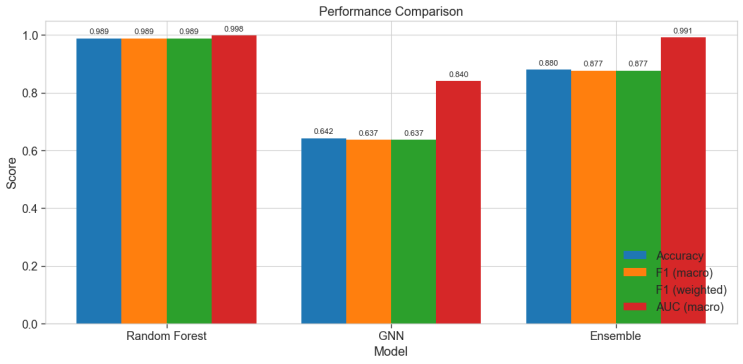 Performance Comparison
0.989 0.989 0.989 0.998
0.642 0.637 0.637 0.840
0.880 0.877 0.877 0.991
Score
1.0
0.8
0.6
0.4
0.2
0.0
Accuracy
F1 (macro)
F1 (weighted)
AUC (macro)
Random Forest GNN Ensemble
Model